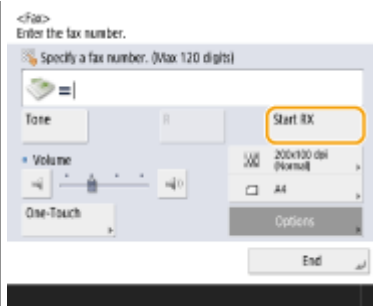 <Fax>
Enter the fax number.
Specify a fax number. (Max 120 digits)
=
Tone
R
Start RX
Volume
200x100 dpi
(Normal)
A4
One-Touch
Options
End